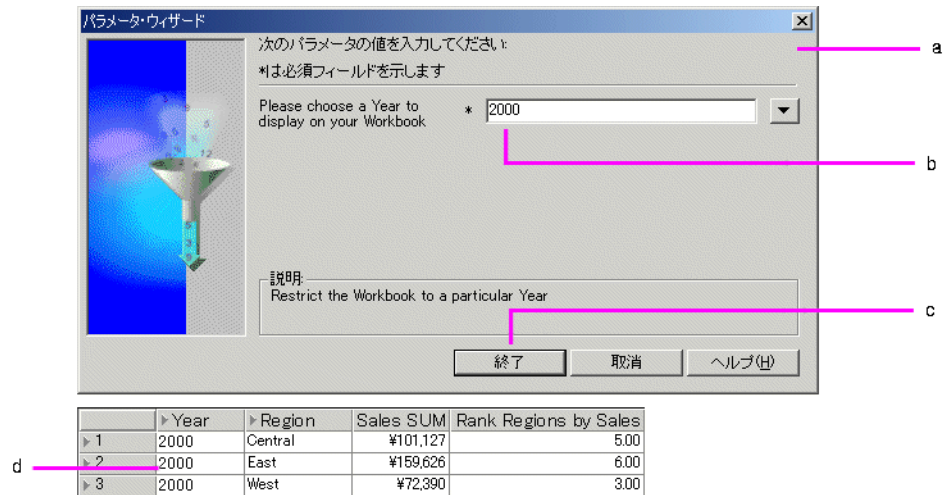 パラメータ・ウィザード
次のパラメータの値を入力してください:
a
*は必須フィールドを示します
Please choose a Year to
display on your Workbook
* 2000
b
説明:
Restrict the Workbook to a particular Year
c
終了 取消 ヘルプ(H)
Year Region Sales SUM Rank Regions by Sales
1 2000 Central ¥101,127 5.00
d
2 2000 East ¥159,626 6.00
3 2000 West ¥72,390 3.00